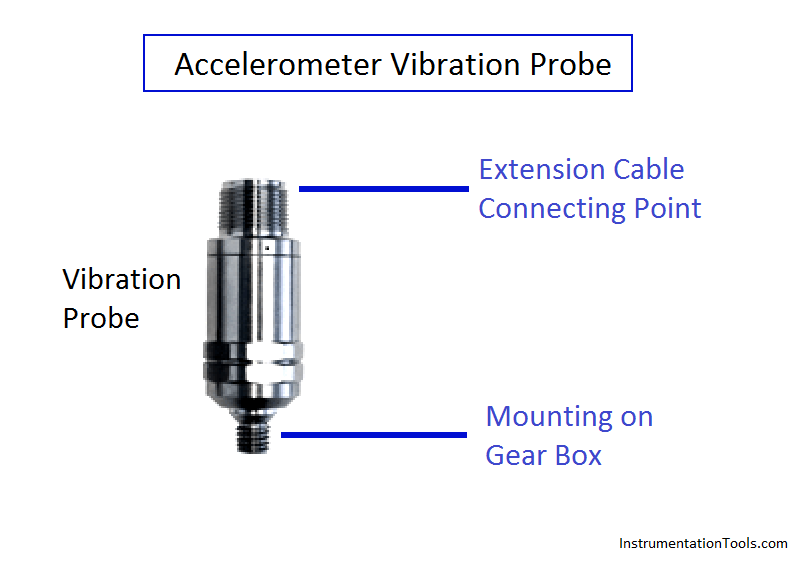 Accelerometer Vibration Probe
Extension Cable
Connecting Point
Vibration
Probe
Mounting on
Gear Box
InstrumentationTools.com